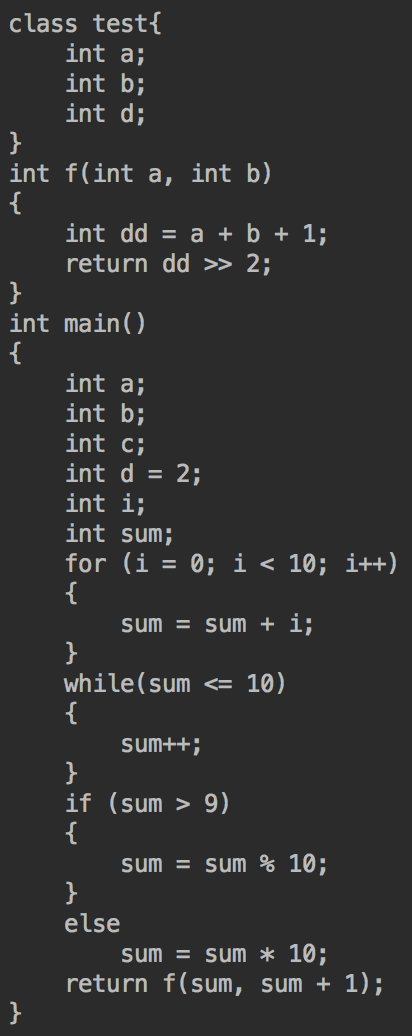 class test{
    int a;
    int b;
    int d;
}
int f(int a, int b)
{
    int dd = a + b + 1;
    return dd >> 2;
}
int main()
{
    int a;
    int b;
    int c;
    int d = 2;
    int i;
    int sum;
    for (i = 0; i < 10; i++)
    {
        sum = sum + i;
    }
    while(sum <= 10)
    {
        sum++;
    }
    if (sum > 9)
    {
        sum = sum % 10;
    }
    else
        sum = sum * 10;
    return f(sum, sum + 1);
}